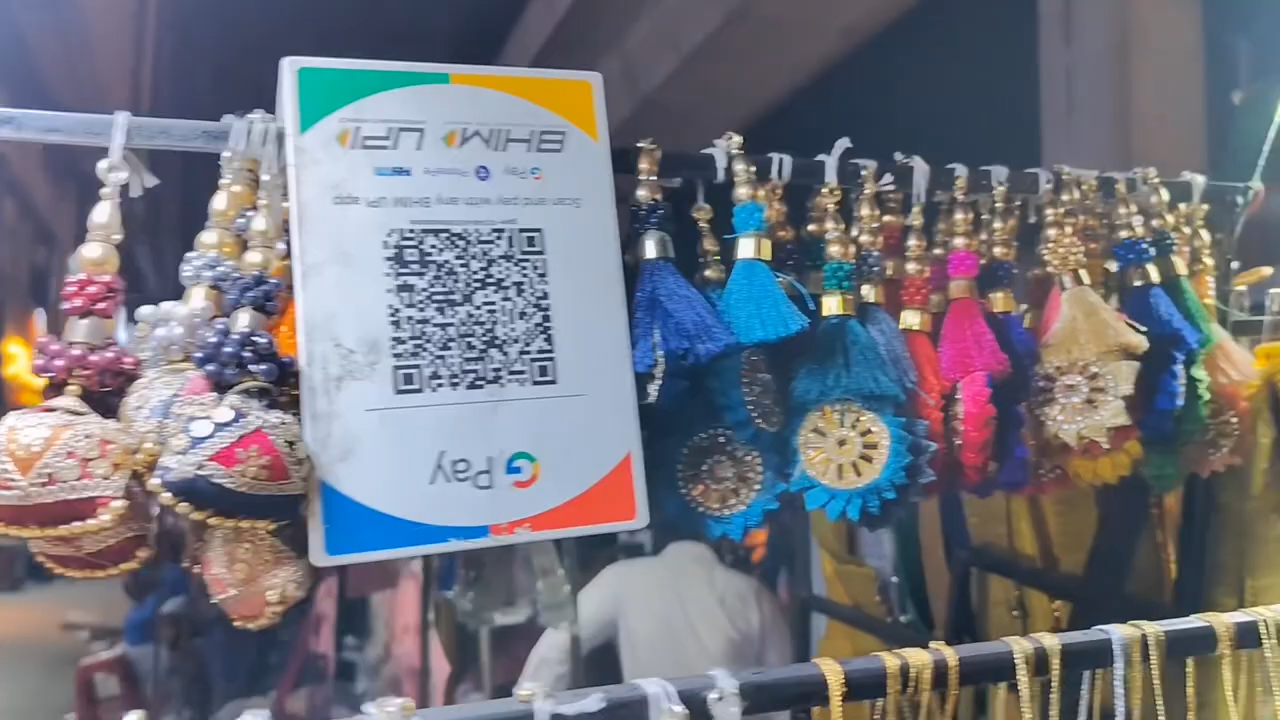 G Pay
Scan and pay with any BHIM UPI app
G Pay PhonePe Paytm
BHIM UPI